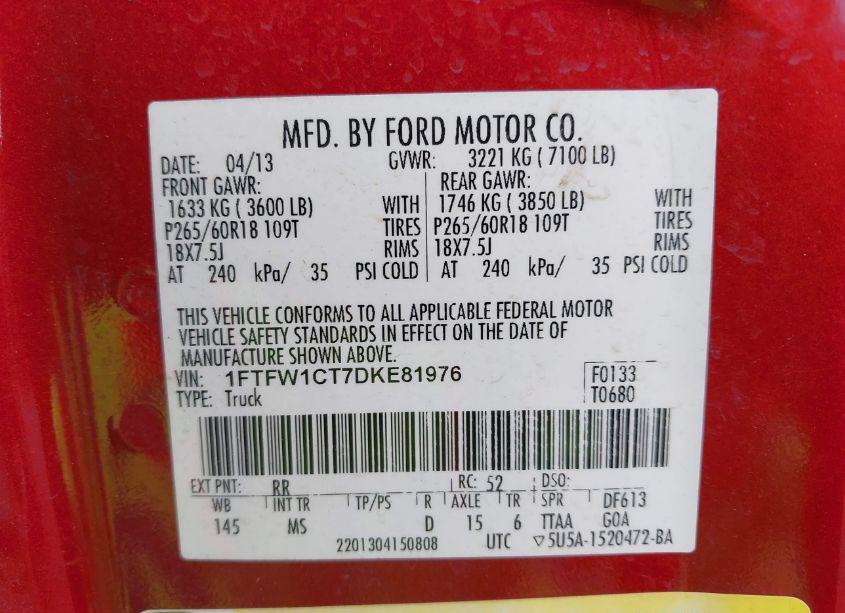 MFD. BY FORD MOTOR CO.
DATE: 04/13 GVWR: 3221 KG ( 7100 LB)
FRONT GAWR: REAR GAWR:
1633 KG ( 3600 LB) WITH 1746 KG ( 3850 LB) WITH
P265/60R18 109T TIRES P265/60R18 109T TIRES
18X7.5J RIMS 18X7.5J RIMS
AT 240 kPa/ 35 PSI COLD AT 240 kPa/ 35 PSI COLD
THIS VEHICLE CONFORMS TO ALL APPLICABLE FEDERAL MOTOR
VEHICLE SAFETY STANDARDS IN EFFECT ON THE DATE OF
MANUFACTURE SHOWN ABOVE.
VIN: 1FTFW1CT7DKE81976 F0133
TYPE: Truck T0680
EXT PNT: RR RC: 52 DSO:
WB INT TR TP/PS R AXLE TR SPR DF613
145 MS D 15 6 TTAA GOA
2201304150808 UTC ▽5U5A-1520472-BA